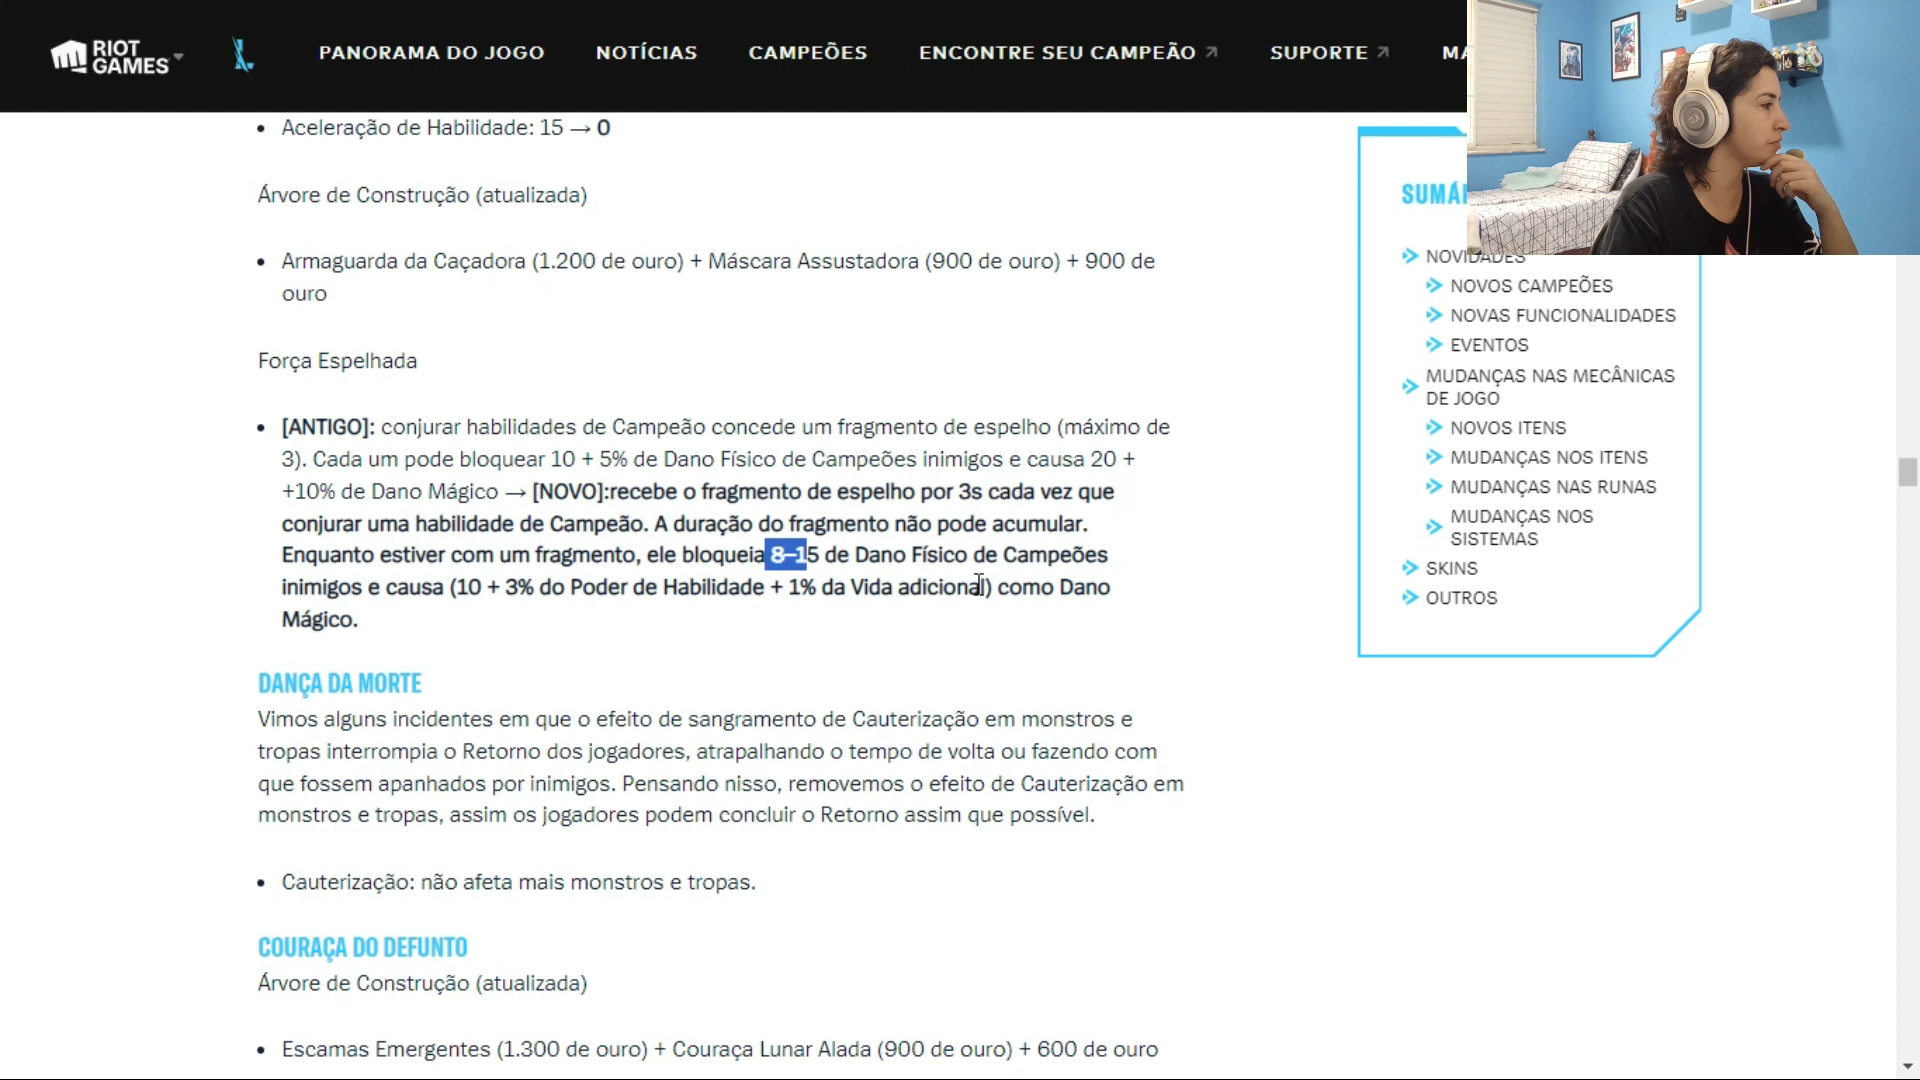 RIOT
GAMES
PANORAMA DO JOGO
NOTÍCIAS
CAMPEÕES
ENCONTRE SEU CAMPEÃO
SUPORTE
Aceleração de Habilidade: 15 → 0
Árvore de Construção (atualizada)
Armaguarda da Caçadora (1.200 de ouro) + Máscara Assustadora (900 de ouro) + 900 de
ouro
Força Espelhada
[ANTIGO]: conjurar habilidades de Campeão concede um fragmento de espelho (máximo de
3). Cada um pode bloquear 10 + 5% de Dano Físico de Campeões inimigos e causa 20 +
+10% de Dano Mágico → [NOVO]:recebe o fragmento de espelho por 3s cada vez que
conjurar uma habilidade de Campeão. A duração do fragmento não pode acumular.
Enquanto estiver com um fragmento, ele bloqueia 8–15 de Dano Físico de Campeões
inimigos e causa (10 + 3% do Poder de Habilidade + 1% da Vida adicional) como Dano
Mágico.
DANÇA DA MORTE
Vimos alguns incidentes em que o efeito de sangramento de Cauterização em monstros e
tropas interrompia o Retorno dos jogadores, atrapalhando o tempo de volta ou fazendo com
que fossem apanhados por inimigos. Pensando nisso, removemos o efeito de Cauterização em
monstros e tropas, assim os jogadores podem concluir o Retorno assim que possível.
Cauterização: não afeta mais monstros e tropas.
COURAÇA DO DEFUNTO
Árvore de Construção (atualizada)
Escamas Emergentes (1.300 de ouro) + Couraça Lunar Alada (900 de ouro) + 600 de ouro
NOVIDADES
NOVOS CAMPEÕES
NOVAS FUNCIONALIDADES
EVENTOS
MUDANÇAS NAS MECÂNICAS
DE JOGO
NOVOS ITENS
MUDANÇAS NOS ITENS
MUDANÇAS NAS RUNAS
MUDANÇAS NOS
SISTEMAS
SKINS
OUTROS